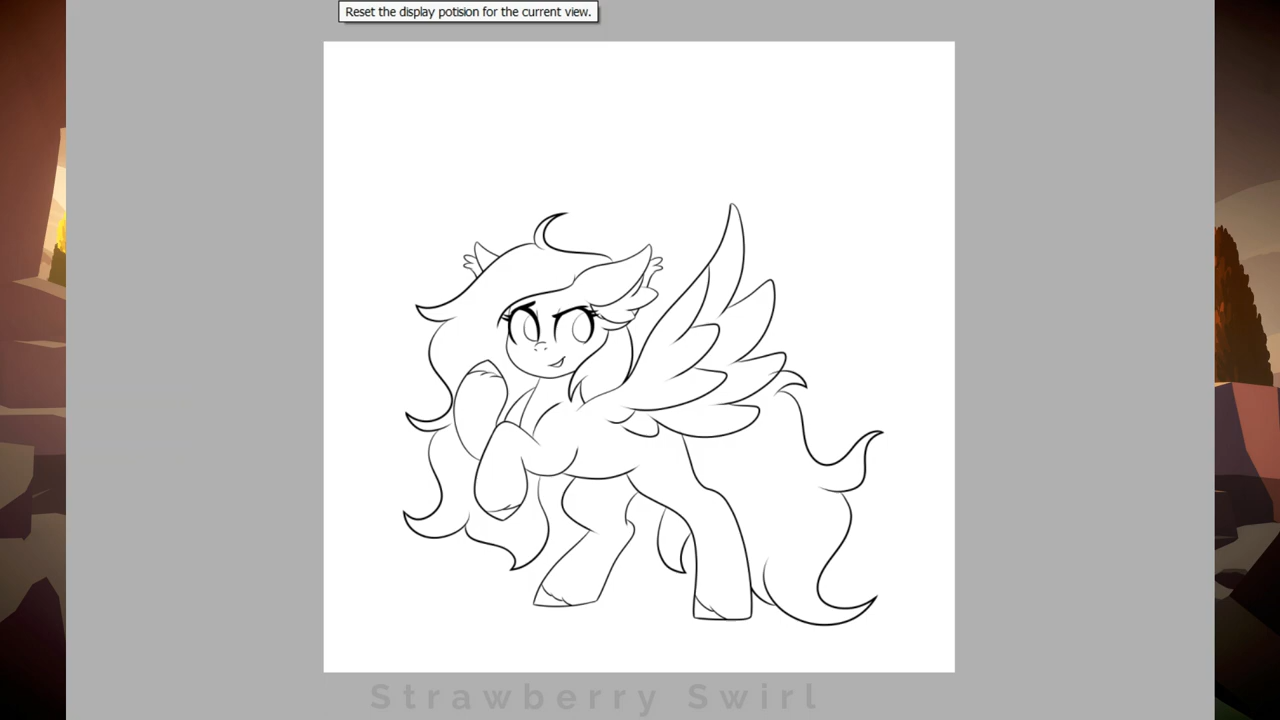 Reset the display potision for the current view.
Strawberry Swirl